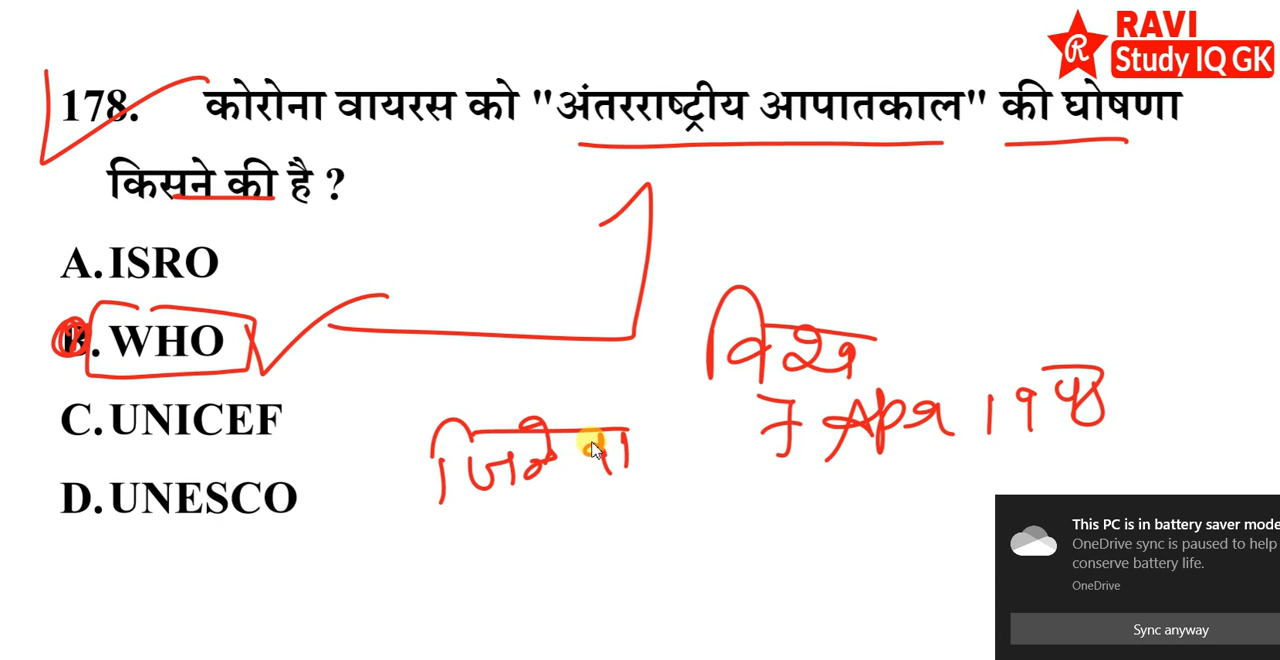 RAVI
Study IQ GK
178. कोरोना वायरस को "अंतरराष्ट्रीय आपातकाल" की घोषणा
किसने की है ?
A. ISRO
B. WHO
C. UNICEF
D. UNESCO
7 Apr 19
This PC is in battery saver mode
OneDrive sync is paused to help
conserve battery life.
OneDrive
Sync anyway